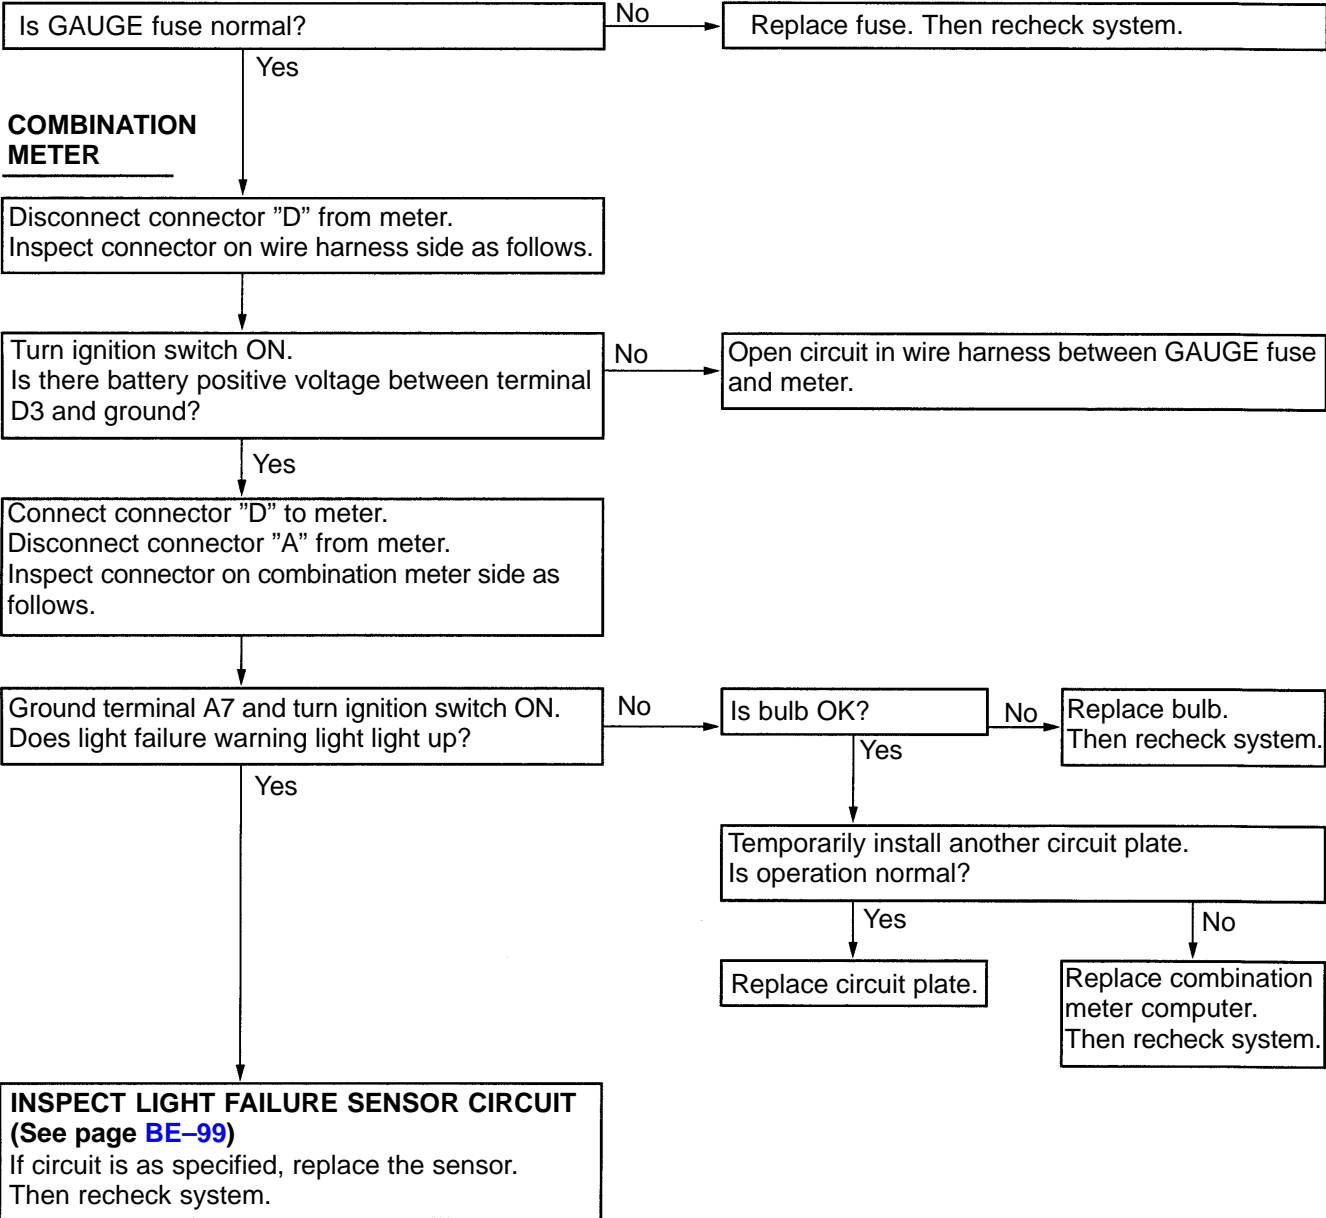 Is GAUGE fuse normal?
No
Replace fuse. Then recheck system.
Yes
COMBINATION
METER
Disconnect connector ”D” from meter.
Inspect connector on wire harness side as follows.
Turn ignition switch ON.
Is there battery positive voltage between terminal
D3 and ground?
No
Open circuit in wire harness between GAUGE fuse
and meter.
Yes
Connect connector ”D” to meter.
Disconnect connector ”A” from meter.
Inspect connector on combination meter side as
follows.
Ground terminal A7 and turn ignition switch ON.
Does light failure warning light light up?
No
Is bulb OK?
No
Replace bulb.
Then recheck system.
Yes
Yes
Temporarily install another circuit plate.
Is operation normal?
Yes
No
Replace circuit plate.
Replace combination
meter computer.
Then recheck system.
INSPECT LIGHT FAILURE SENSOR CIRCUIT
(See page BE–99)
If circuit is as specified, replace the sensor.
Then recheck system.